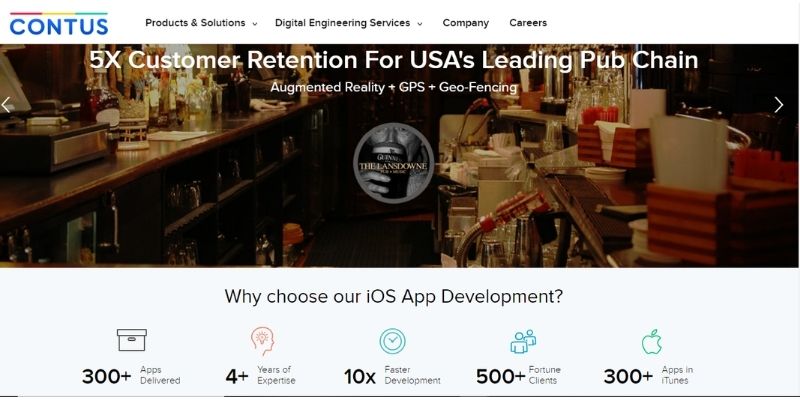 CONTUS
Products & Solutions
Digital Engineering Services
Company
Careers
5X Customer Retention For USA's Leading Pub Chain
Augmented Reality + GPS + Geo-Fencing
THE LANSDOWNE
PUB + MUSIC
Why choose our iOS App Development?
300+ Apps Delivered
4+ Years of Expertise
10x Faster Development
500+ Fortune Clients
300+ Apps in iTunes